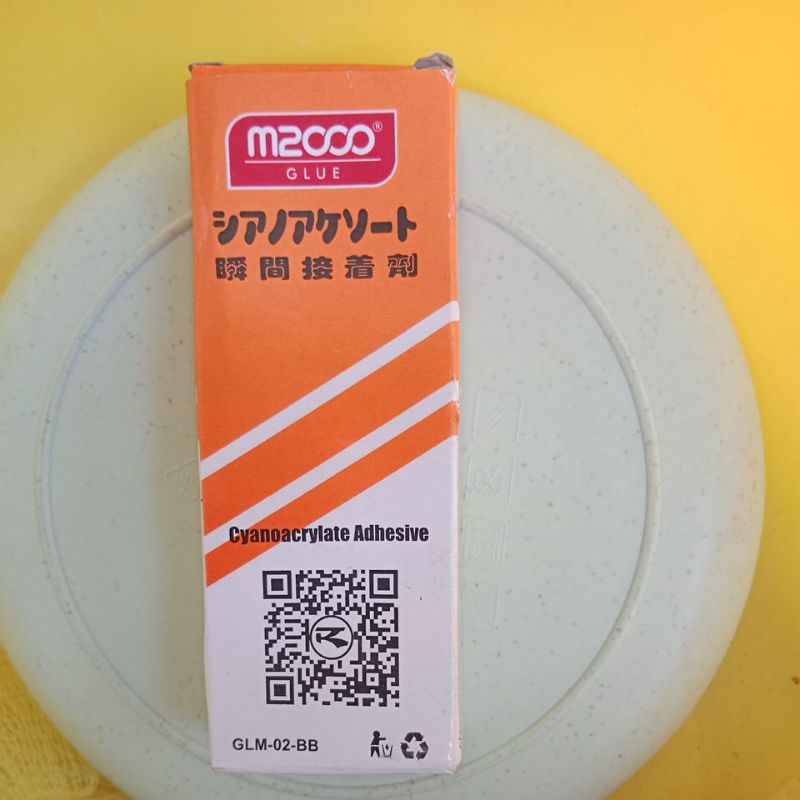 m2000®
GLUE
シアノアケソート
瞬間接着剤
Cyanoacrylate Adhesive
GLM-02-BB